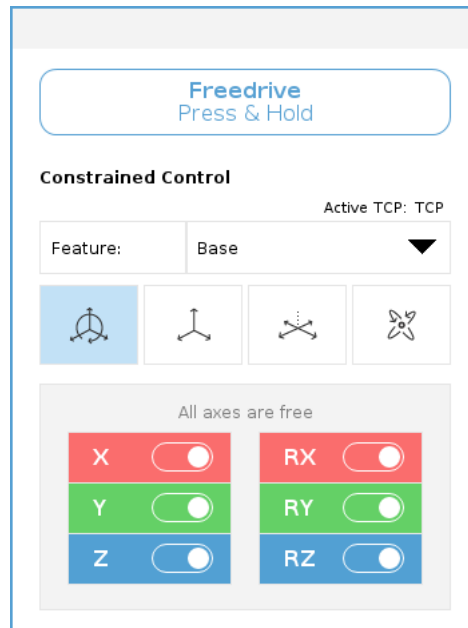 Freedrive
Press & Hold
Constrained Control
Active TCP: TCP
Feature: Base
All axes are free
X RX
Y RY
Z RZ